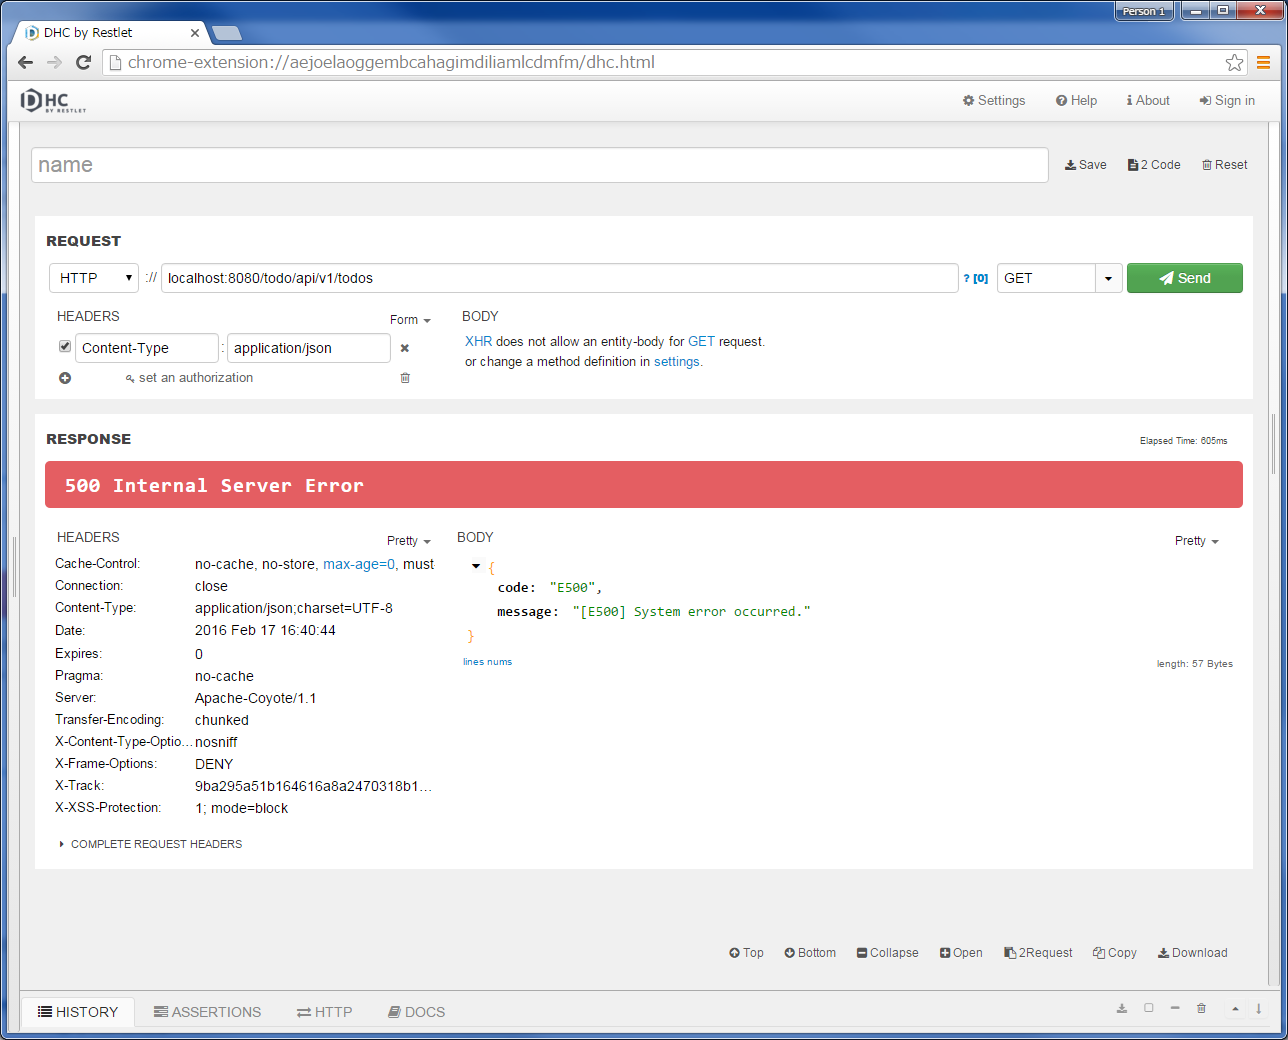 Person 1
DHC by Restlet
chrome-extension://aejoelaoggembcahagimdiliamlcdmfm/dhc.html
DHC BY RESTLET
Settings Help About Sign in
name
Save 2 Code Reset
REQUEST
HTTP :// localhost:8080/todo/api/v1/todos ? [0] GET Send
HEADERS Form BODY
Content-Type : application/json
XHR does not allow an entity-body for GET request.
or change a method definition in settings.
set an authorization
RESPONSE
Elapsed Time: 605ms
500 Internal Server Error
HEADERS Pretty BODY Pretty
Cache-Control: no-cache, no-store, max-age=0, must
Connection: close
Content-Type: application/json;charset=UTF-8
Date: 2016 Feb 17 16:40:44
Expires: 0
Pragma: no-cache
Server: Apache-Coyote/1.1
Transfer-Encoding: chunked
X-Content-Type-Optio... nosniff
X-Frame-Options: DENY
X-Track: 9ba295a51b164616a8a2470318b1...
X-XSS-Protection: 1; mode=block
{
code: "E500",
message: "[E500] System error occurred."
}
lines nums
length: 57 Bytes
COMPLETE REQUEST HEADERS
Top Bottom Collapse Open 2Request Copy Download
HISTORY ASSERTIONS HTTP DOCS